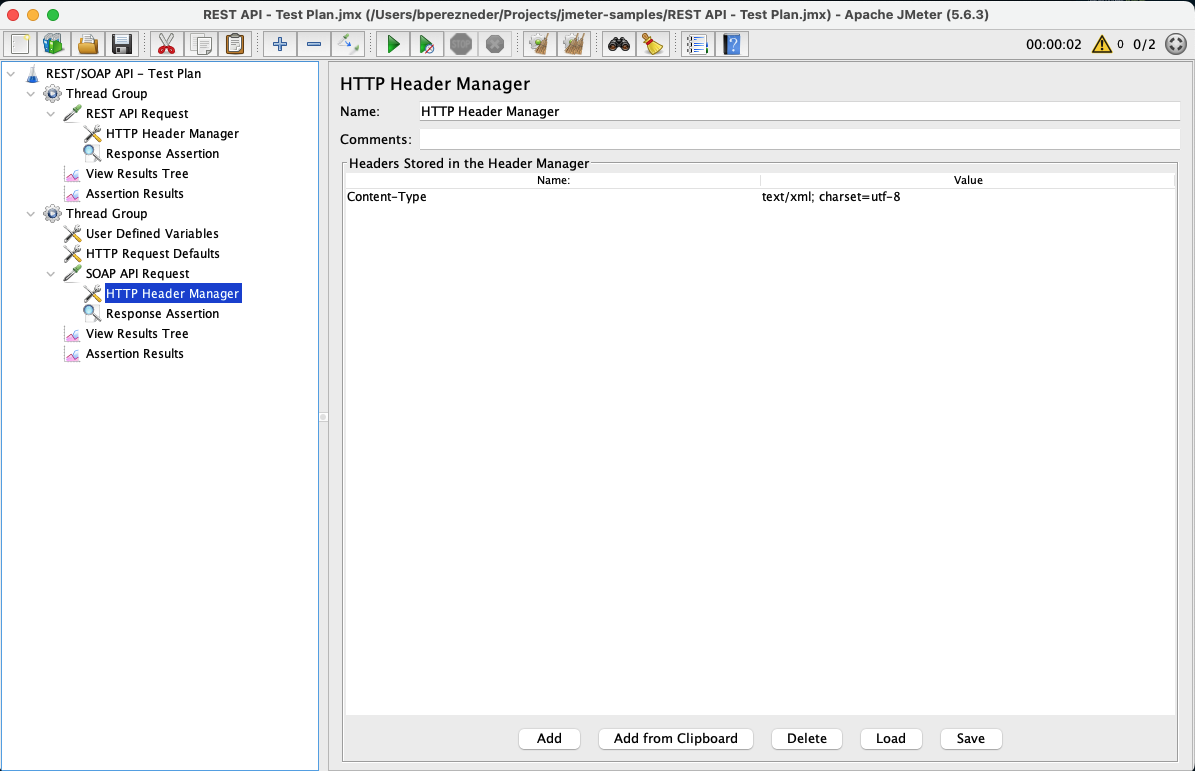 REST API - Test Plan.jmx (/Users/bperezneder/Projects/jmeter-samples/REST API - Test Plan.jmx) - Apache JMeter (5.6.3)
STOP
?
00:00:02 0 0/2
REST/SOAP API - Test Plan
Thread Group
REST API Request
HTTP Header Manager
Response Assertion
View Results Tree
Assertion Results
Thread Group
User Defined Variables
HTTP Request Defaults
SOAP API Request
HTTP Header Manager
Response Assertion
View Results Tree
Assertion Results
HTTP Header Manager
Name: HTTP Header Manager
Comments:
Headers Stored in the Header Manager
Name: Value
Content-Type text/xml; charset=utf-8
Add Add from Clipboard Delete Load Save